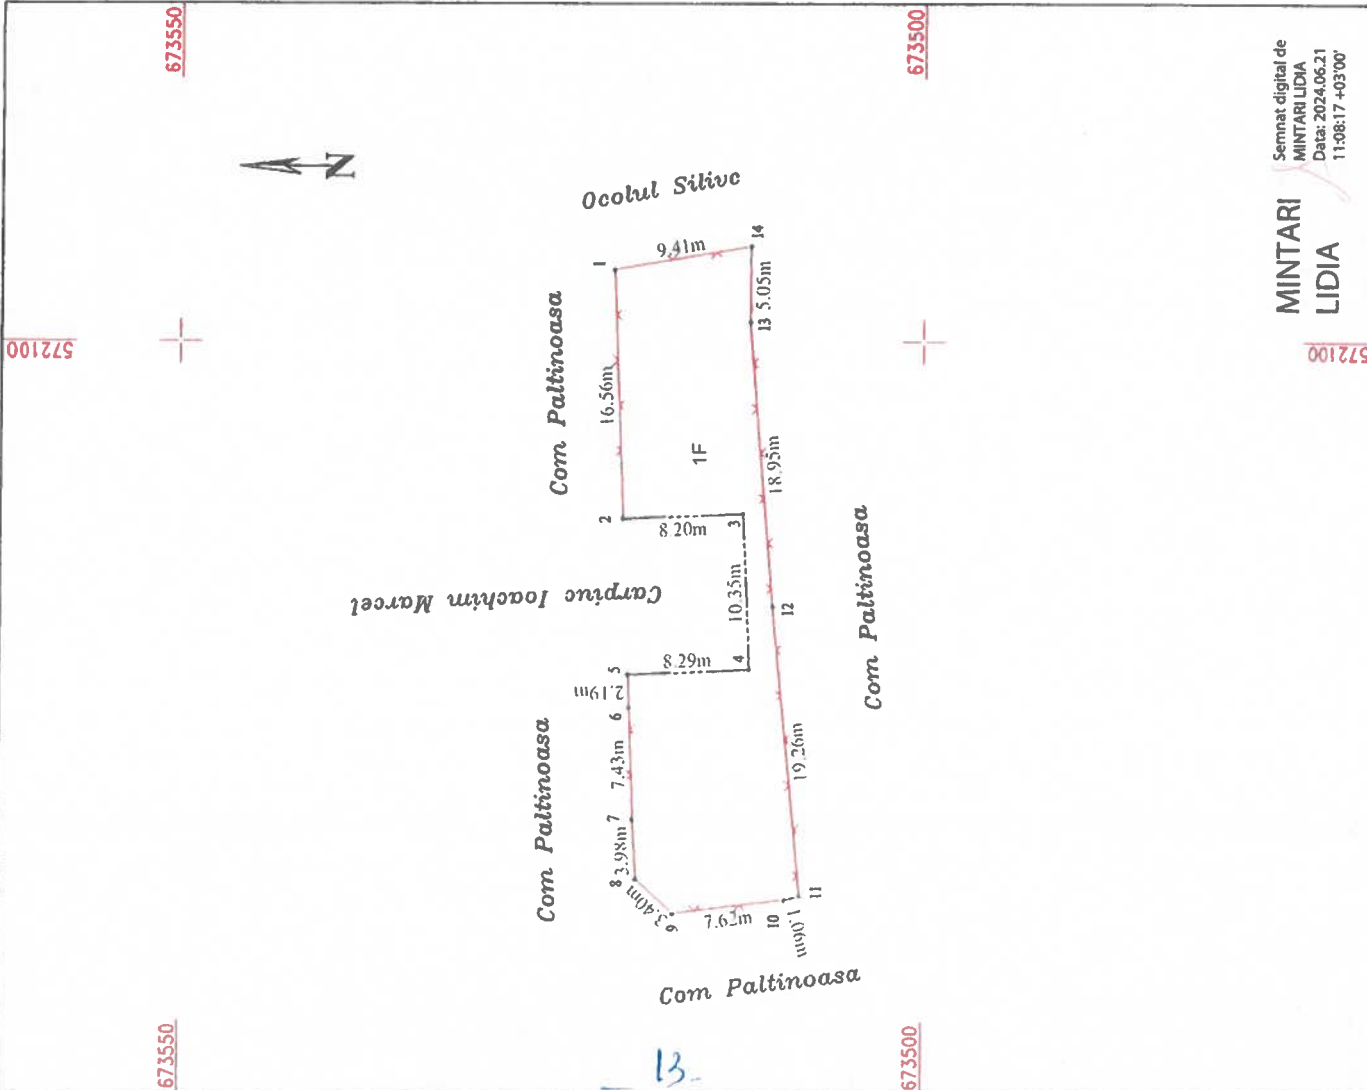 673550
673500
Semnat digital de
MINTARI LIDIA
Data: 2024.06.21
11:08:17 +03'00'
MINTARI
LIDIA
N
572100
572100
Ocolul Silivc
Com Paltinoasa
1
9.41m
14
16.56m
13
5.05m
1F
2
8.20m
3
18.95m
Carpiuc Ioachim Marcel
10.35m
12
Com Paltinoasa
5
8.29m
4
2.19m
6
Com Paltinoasa
7.43m
19.26m
7
3.98m
8
3.40m
9
7.62m
10
1.06m
11
Com Paltinoasa
673550
673500
13